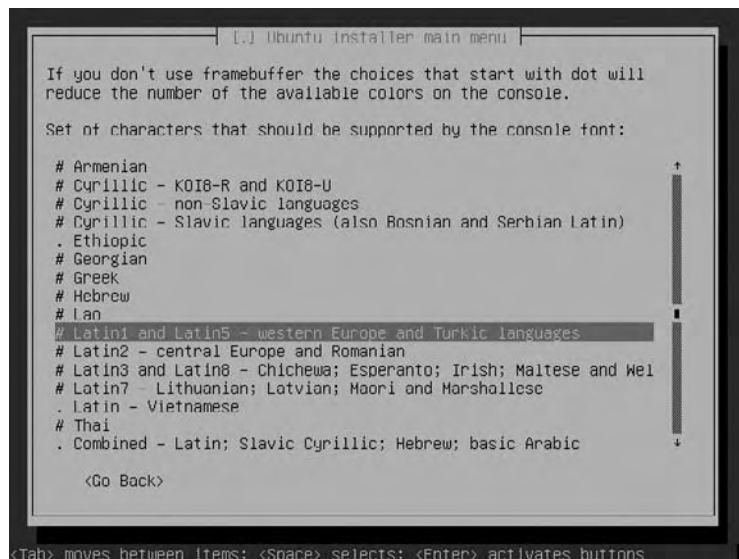 [.] Ubuntu installer main menu
If you don't use framebuffer the choices that start with dot will
reduce the number of the available colors on the console.
Set of characters that should be supported by the console font:
# Armenian
# Cyrillic - KOI8-R and KOI8-U
# Cyrillic - non-Slavic languages
# Cyrillic - Slavic languages (also Bosnian and Serbian Latin)
. Ethiopic
# Georgian
# Greek
# Hebrew
# Lao
# Latin1 and Latin5 - western Europe and Turkic languages
# Latin2 - central Europe and Romanian
# Latin3 and Latin8 - Chichewa; Esperanto; Irish; Maltese and Wel
# Latin7 - Lithuanian; Latvian; Maori and Marshallese
. Latin - Vietnamese
# Thai
. Combined - Latin; Slavic Cyrillic; Hebrew; basic Arabic
<Go Back>
<Tab> moves between items; <Space> selects; <Enter> activates buttons